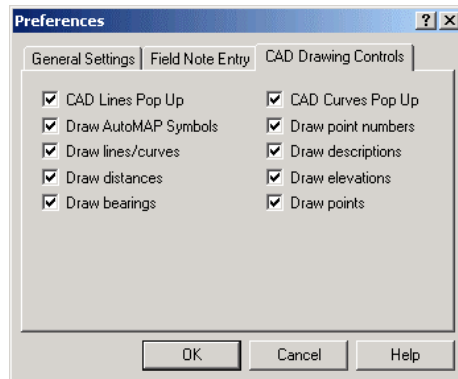 Preferences
General Settings Field Note Entry CAD Drawing Controls
CAD Lines Pop Up CAD Curves Pop Up
Draw AutoMAP Symbols Draw point numbers
Draw lines/curves Draw descriptions
Draw distances Draw elevations
Draw bearings Draw points
OK Cancel Help